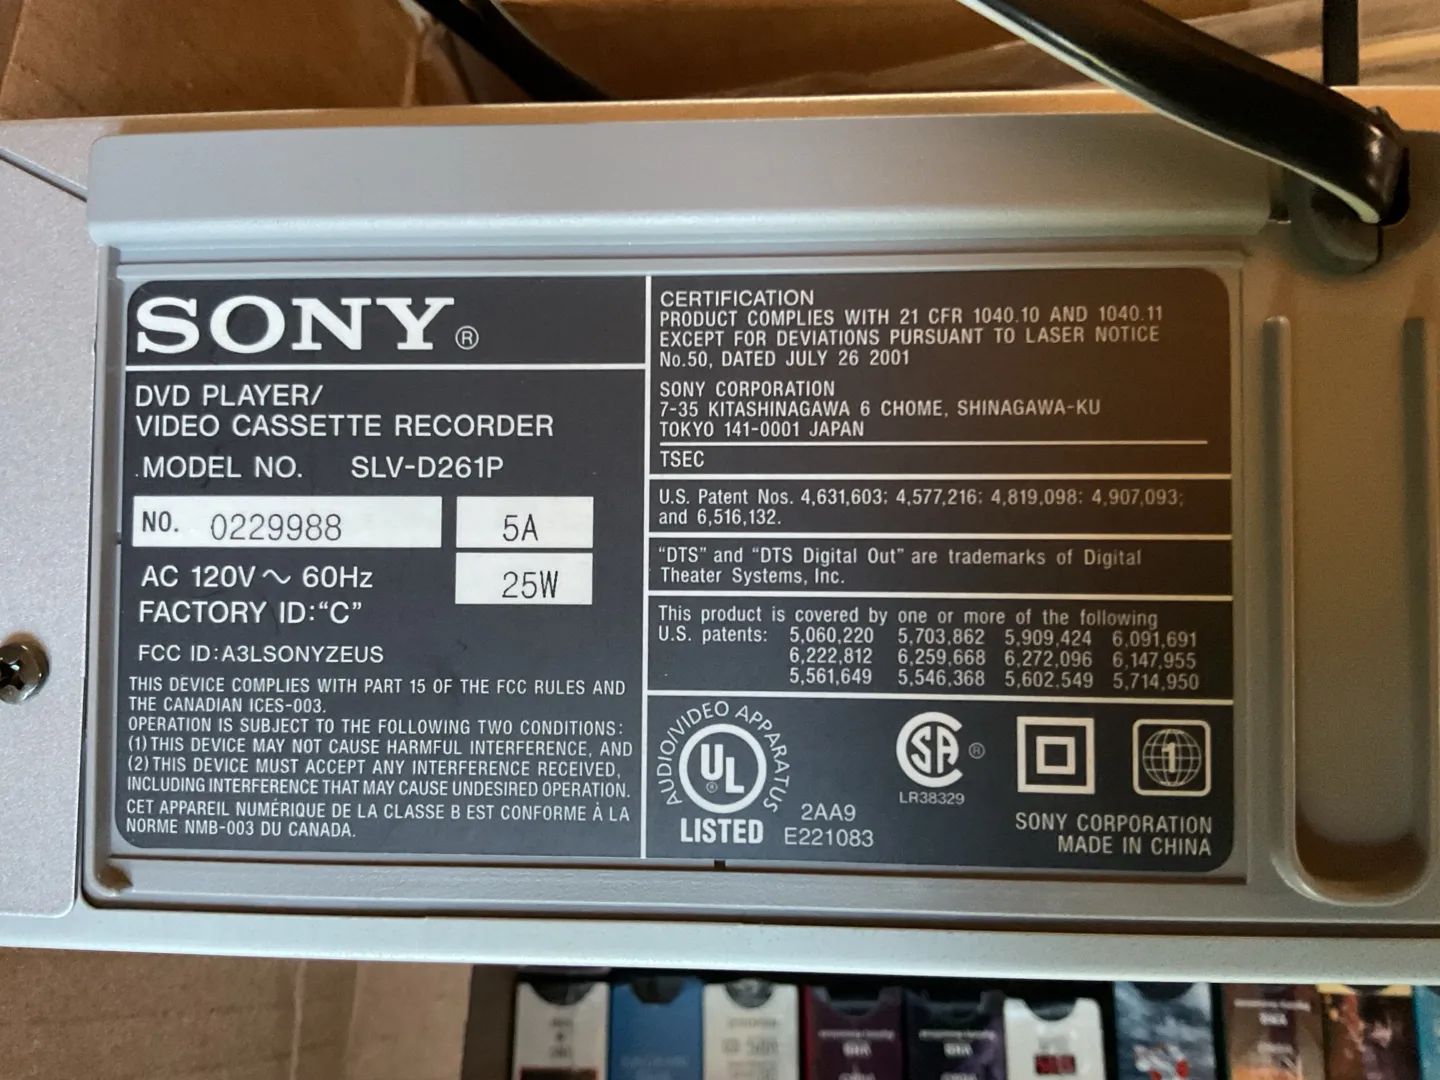 SONY®
DVD PLAYER/
VIDEO CASSETTE RECORDER
MODEL NO. SLV-D261P
NO. 0229988
5A
AC 120V ~ 60Hz
25W
FACTORY ID:“C”
FCC ID:A3LSONYZEUS
THIS DEVICE COMPLIES WITH PART 15 OF THE FCC RULES AND
THE CANADIAN ICES-003.
OPERATION IS SUBJECT TO THE FOLLOWING TWO CONDITIONS:
(1) THIS DEVICE MAY NOT CAUSE HARMFUL INTERFERENCE, AND
(2) THIS DEVICE MUST ACCEPT ANY INTERFERENCE RECEIVED,
INCLUDING INTERFERENCE THAT MAY CAUSE UNDESIRED OPERATION.
CET APPAREIL NUMÉRIQUE DE LA CLASSE B EST CONFORME À LA
NORME NMB-003 DU CANADA.
CERTIFICATION
PRODUCT COMPLIES WITH 21 CFR 1040.10 AND 1040.11
EXCEPT FOR DEVIATIONS PURSUANT TO LASER NOTICE
No.50, DATED JULY 26 2001
SONY CORPORATION
7-35 KITASHINAGAWA 6 CHOME, SHINAGAWA-KU
TOKYO 141-0001 JAPAN
TSEC
U.S. Patent Nos. 4,631,603; 4,577,216; 4,819,098; 4,907,093;
and 6,516,132.
“DTS” and “DTS Digital Out” are trademarks of Digital
Theater Systems, Inc.
This product is covered by one or more of the following
U.S. patents: 5,060,220 5,703,862 5,909,424 6,091,691
6,222,812 6,259,668 6,272,096 6,147,955
5,561,649 5,546,368 5,602,549 5,714,950
AUDIO/VIDEO APPARATUS
UL®
LISTED
2AA9
E221083
SA®
LR38329
1
SONY CORPORATION
MADE IN CHINA